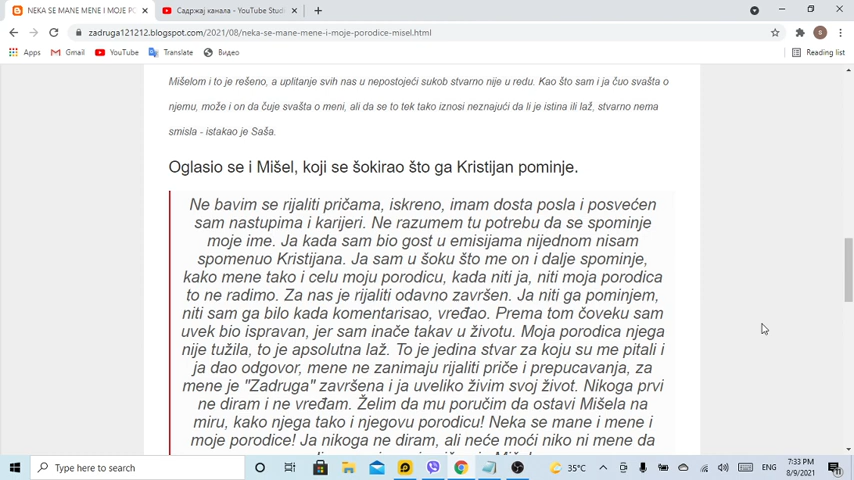 NEKA SE MANE MENE I MOJE PO
Садржај канала - YouTube Studi
zadruga121212.blogspot.com/2021/08/neka-se-mane-mene-i-moje-porodice-misel.html
Apps Gmail YouTube Translate Видео Reading list
Mišelom i to je rešeno, a uplitanje svih nas u nepostojeći sukob stvarno nije u redu. Kao što sam i ja čuo svašta o
njemu, može i on da čuje svašta o meni, ali da se to tek tako iznosi neznajući da li je istina ili laž, stvarno nema
smisla - istakao je Saša.
Oglasio se i Mišel, koji se šokirao što ga Kristijan pominje.
Ne bavim se rijaliti pričama, iskreno, imam dosta posla i posvećen
sam nastupima i karijeri. Ne razumem tu potrebu da se spominje
moje ime. Ja kada sam bio gost u emisijama nijednom nisam
spomenuo Kristijana. Ja sam u šoku što me on i dalje spominje,
kako mene tako i celu moju porodicu, kada niti ja, niti moja porodica
to ne radimo. Za nas je rijaliti odavno završen. Ja niti ga pominjem,
niti sam ga bilo kada komentarisao, vređao. Prema tom čoveku sam
uvek bio ispravan, jer sam inače takav u životu. Moja porodica njega
nije tužila, to je apsolutna laž. To je jedina stvar za koju su me pitali i
ja dao odgovor, mene ne zanimaju rijaliti priče i prepucavanja, za
mene je "Zadruga" završena i ja uveliko živim svoj život. Nikoga prvi
ne diram i ne vređam. Želim da mu poručim da ostavi Mišela na
miru, kako njega tako i njegovu porodicu! Neka se mane i mene i
moje porodice! Ja nikoga ne diram, ali neće moći niko ni mene da
Type here to search
35°C
ENG
7:33 PM
8/9/2021